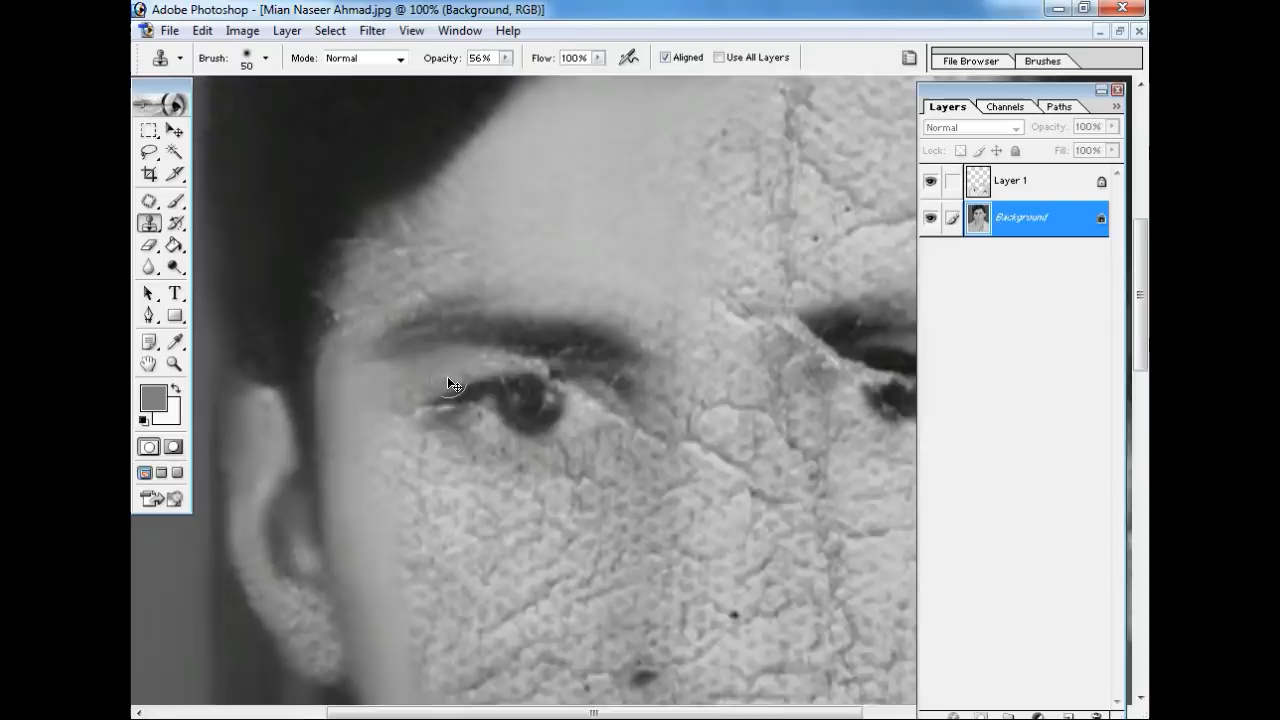 Adobe Photoshop - [Mian Naseer Ahmad.jpg @ 100% (Background, RGB)]
File Edit Image Layer Select Filter View Window Help
Brush: 50 Mode: Normal Opacity: 56% Flow: 100% Aligned Use All Layers File Browser Brushes
Layers Channels Paths
Normal Opacity: 100%
Lock: Fill: 100%
Layer 1
Background
T